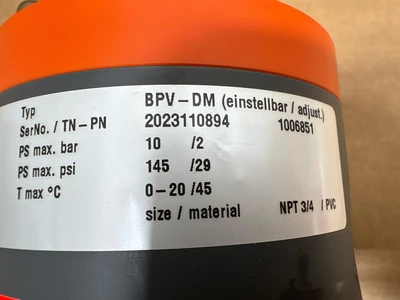 Typ BPV-DM (einstellbar / adjust.)
SerNo. / TN-PN 2023110894 1006851
PS max. bar 10 /2
PS max. psi 145 /29
T max °C 0-20 /45
size / material NPT 3/4 / PVC